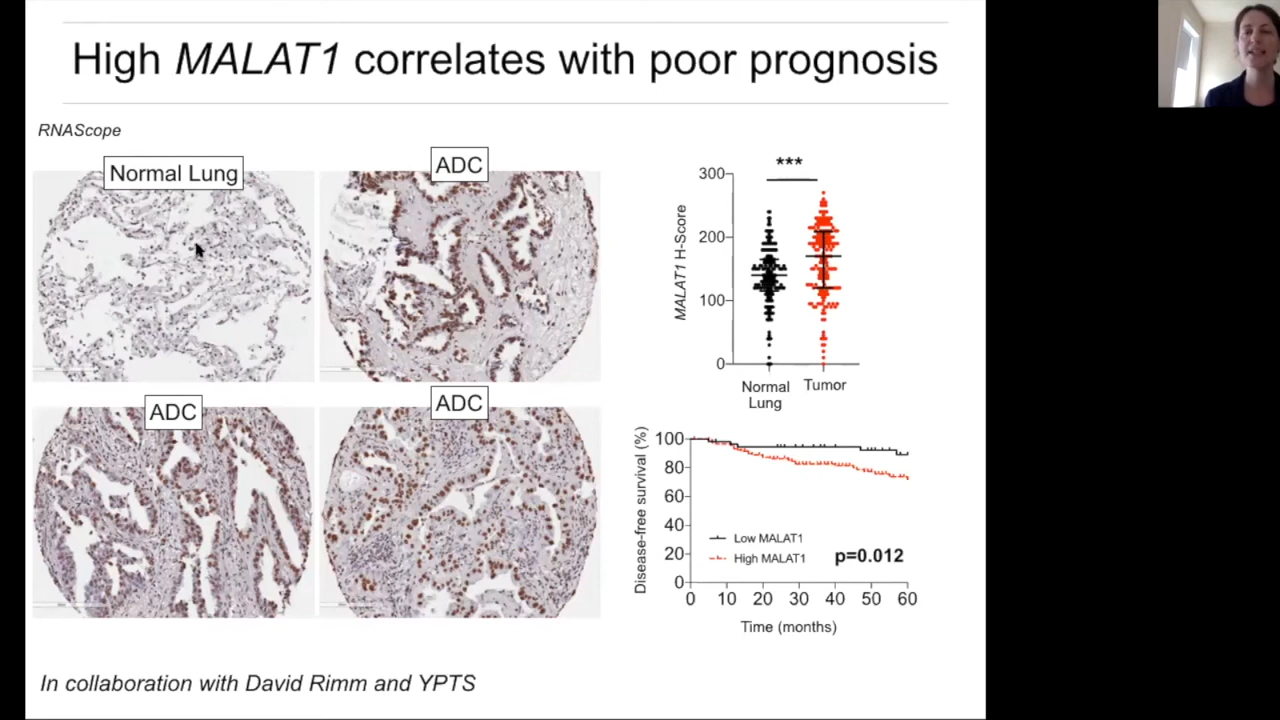 High MALAT1 correlates with poor prognosis
RNAScope
Normal Lung
ADC
ADC
ADC
***
300
200
100
0
MALAT1 H-Score
Normal
Lung
Tumor
Disease-free survival (%)
100
80
60
40
20
0
Low MALAT1
High MALAT1
p=0.012
0 10 20 30 40 50 60
Time (months)
In collaboration with David Rimm and YPTS